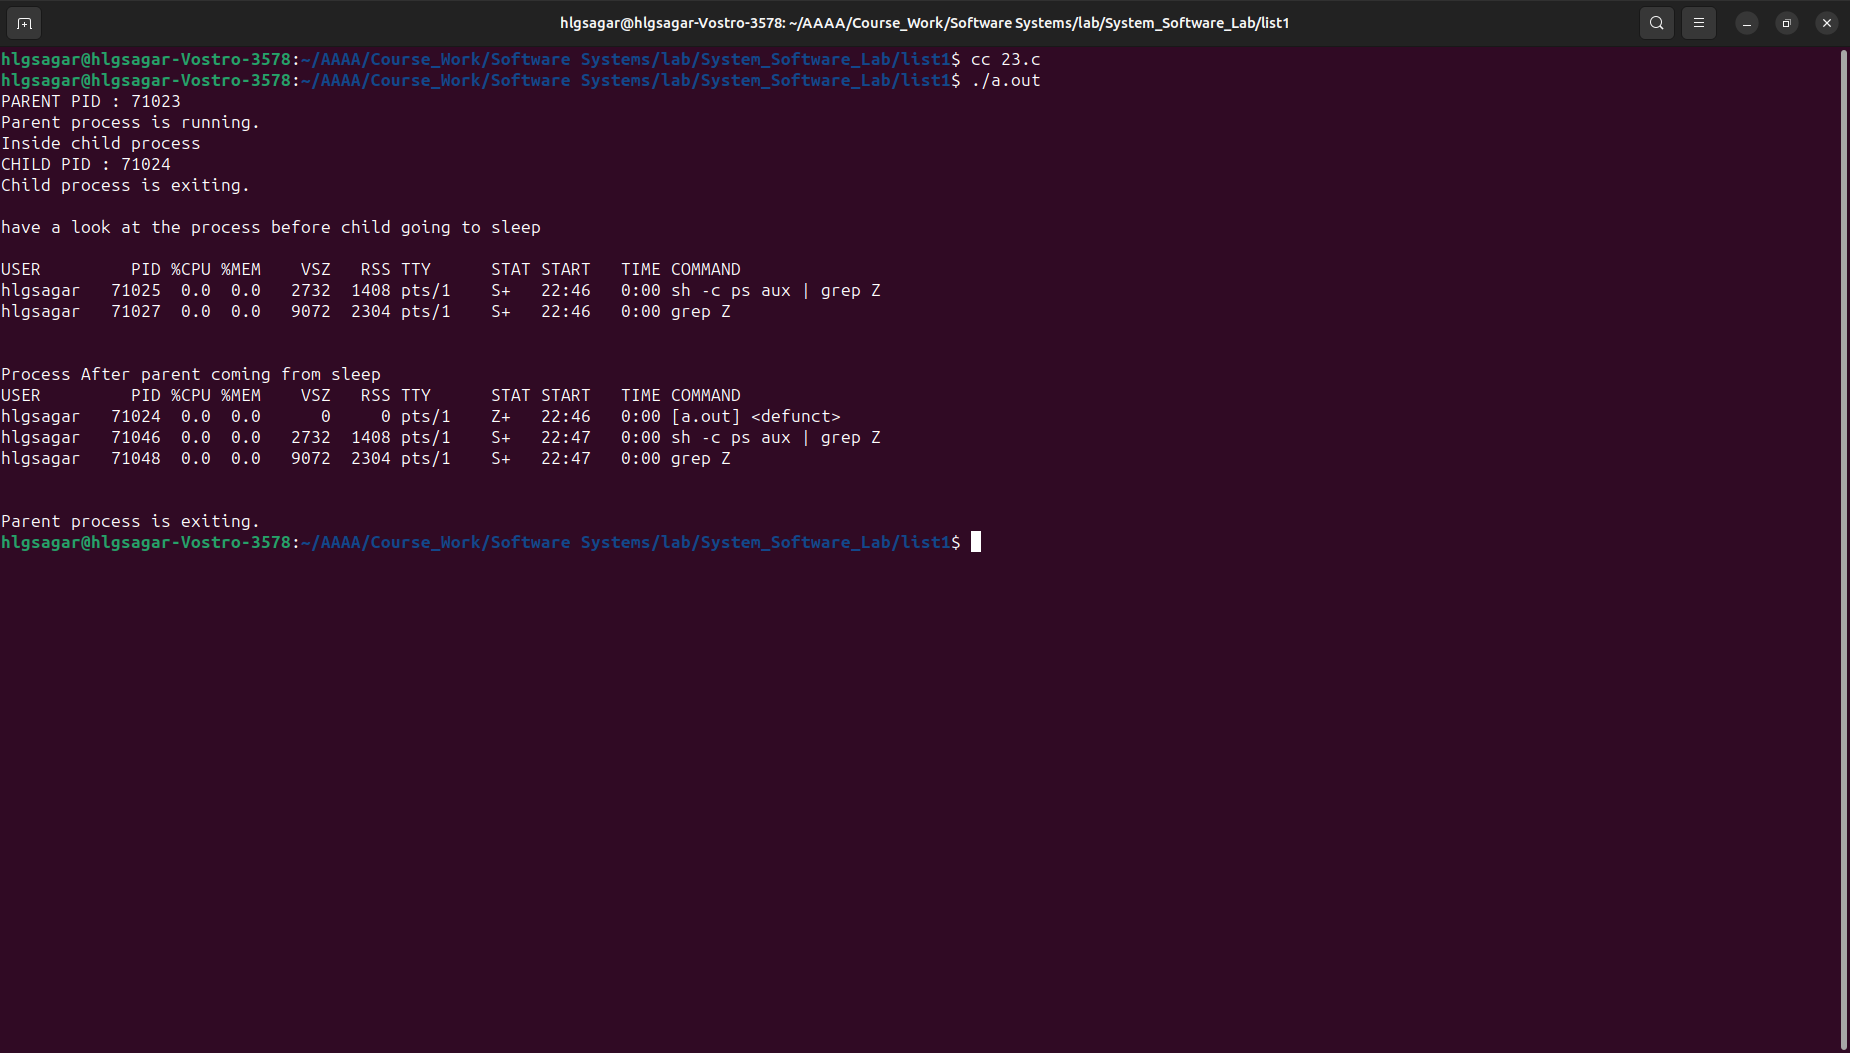 hlgsagar@hlgsagar-Vostro-3578: ~/AAAA/Course_Work/Software Systems/lab/System_Software_Lab/list1
hlgsagar@hlgsagar-Vostro-3578:~/AAAA/Course_Work/Software Systems/lab/System_Software_Lab/list1$ cc 23.c
hlgsagar@hlgsagar-Vostro-3578:~/AAAA/Course_Work/Software Systems/lab/System_Software_Lab/list1$ ./a.out
PARENT PID : 71023
Parent process is running.
Inside child process
CHILD PID : 71024
Child process is exiting.
have a look at the process before child going to sleep
USER         PID %CPU %MEM    VSZ   RSS TTY      STAT START   TIME COMMAND
hlgsagar   71025  0.0  0.0   2732  1408 pts/1    S+   22:46   0:00 sh -c ps aux | grep Z
hlgsagar   71027  0.0  0.0   9072  2304 pts/1    S+   22:46   0:00 grep Z
Process After parent coming from sleep
USER         PID %CPU %MEM    VSZ   RSS TTY      STAT START   TIME COMMAND
hlgsagar   71024  0.0  0.0      0     0 pts/1    Z+   22:46   0:00 [a.out] <defunct>
hlgsagar   71046  0.0  0.0   2732  1408 pts/1    S+   22:47   0:00 sh -c ps aux | grep Z
hlgsagar   71048  0.0  0.0   9072  2304 pts/1    S+   22:47   0:00 grep Z
Parent process is exiting.
hlgsagar@hlgsagar-Vostro-3578:~/AAAA/Course_Work/Software Systems/lab/System_Software_Lab/list1$